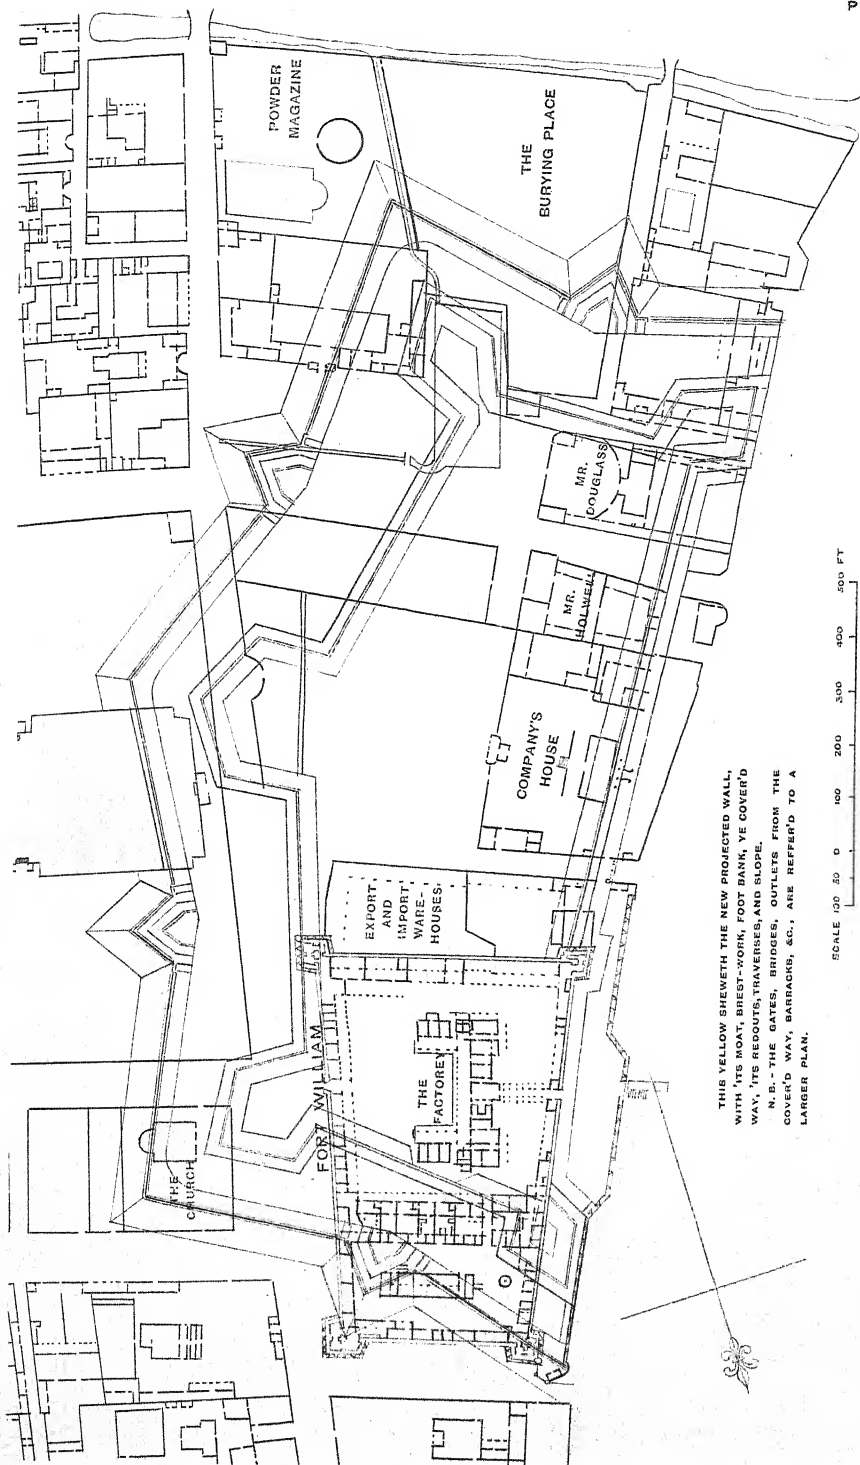 POWDER
MAGAZINE
THE
BURYING PLACE
MR.
DOUGLASS
MR.
HOLWELL
COMPANY'S
HOUSE
EXPORT
AND
IMPORT
WARE-
HOUSES.
FORT WILLIAM
THE
FACTOREY
THE
CHURCH
THIS YELLOW SHEWETH THE NEW PROJECTED WALL,
WITH 'ITS MOAT, BREST-WORK, FOOT BANK, YE COVER'D
WAY, 'ITS REDOUTS, TRAVERSES, AND SLOPE.
N. B. - THE GATES, BRIDGES, OUTLETS FROM THE
COVER'D WAY, BARRACKS, &C., ARE REFFER'D TO A
LARGER PLAN.
SCALE 100 50 0 100 200 300 400 500 FT